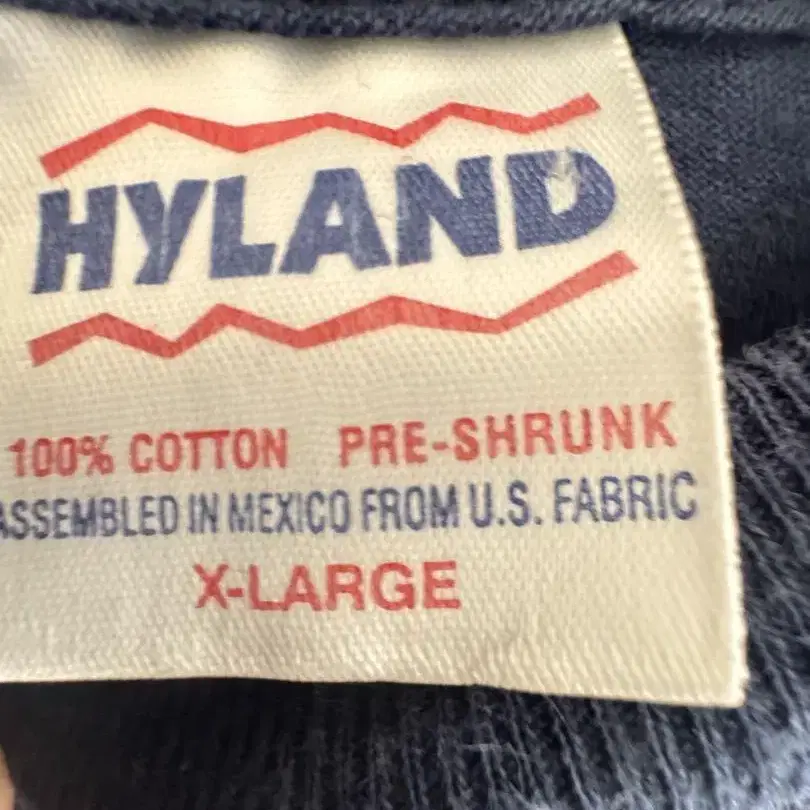 HYLAND
100% COTTON PRE-SHRUNK
ASSEMBLED IN MEXICO FROM U.S. FABRIC
X-LARGE